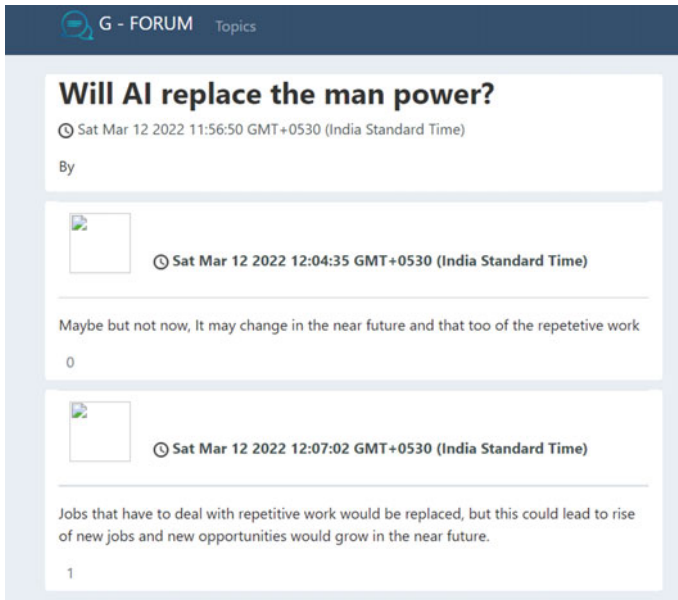 G - FORUM Topics
Will AI replace the man power?
Sat Mar 12 2022 11:56:50 GMT+0530 (India Standard Time)
By
Sat Mar 12 2022 12:04:35 GMT+0530 (India Standard Time)
Maybe but not now, It may change in the near future and that too of the repetetive work
0
Sat Mar 12 2022 12:07:02 GMT+0530 (India Standard Time)
Jobs that have to deal with repetitive work would be replaced, but this could lead to rise
of new jobs and new opportunities would grow in the near future.
1